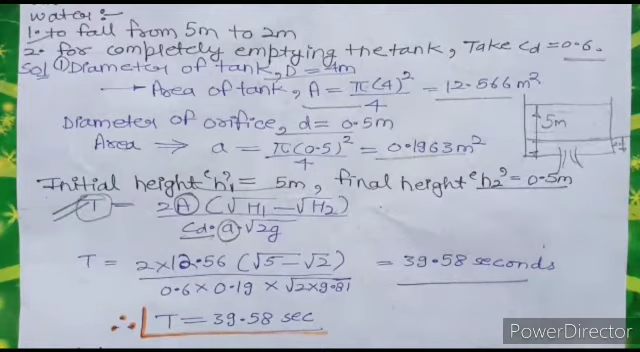 water:-
1. to fall from 5m to 2m
2. for completely emptying the tank, Take Cd = 0.6.
Sol ① Diameter of tank, D = 4m
→ Area of tank, A = π(4)²/4 = 12.566 m²
Diameter of orifice, d = 0.5m
Area ⇒ a = π(0.5)²/4 = 0.1963 m²
5m
Initial height 'h₁' = 5m, final height 'h₂' = 0.5m
T = 2A(√H₁ - √H₂)/Cd·a·√2g
T = 2×12.56 (√5 - √2)/0.6 × 0.19 × √2×9.81 = 39.58 seconds
∴ T = 39.58 sec
PowerDirector